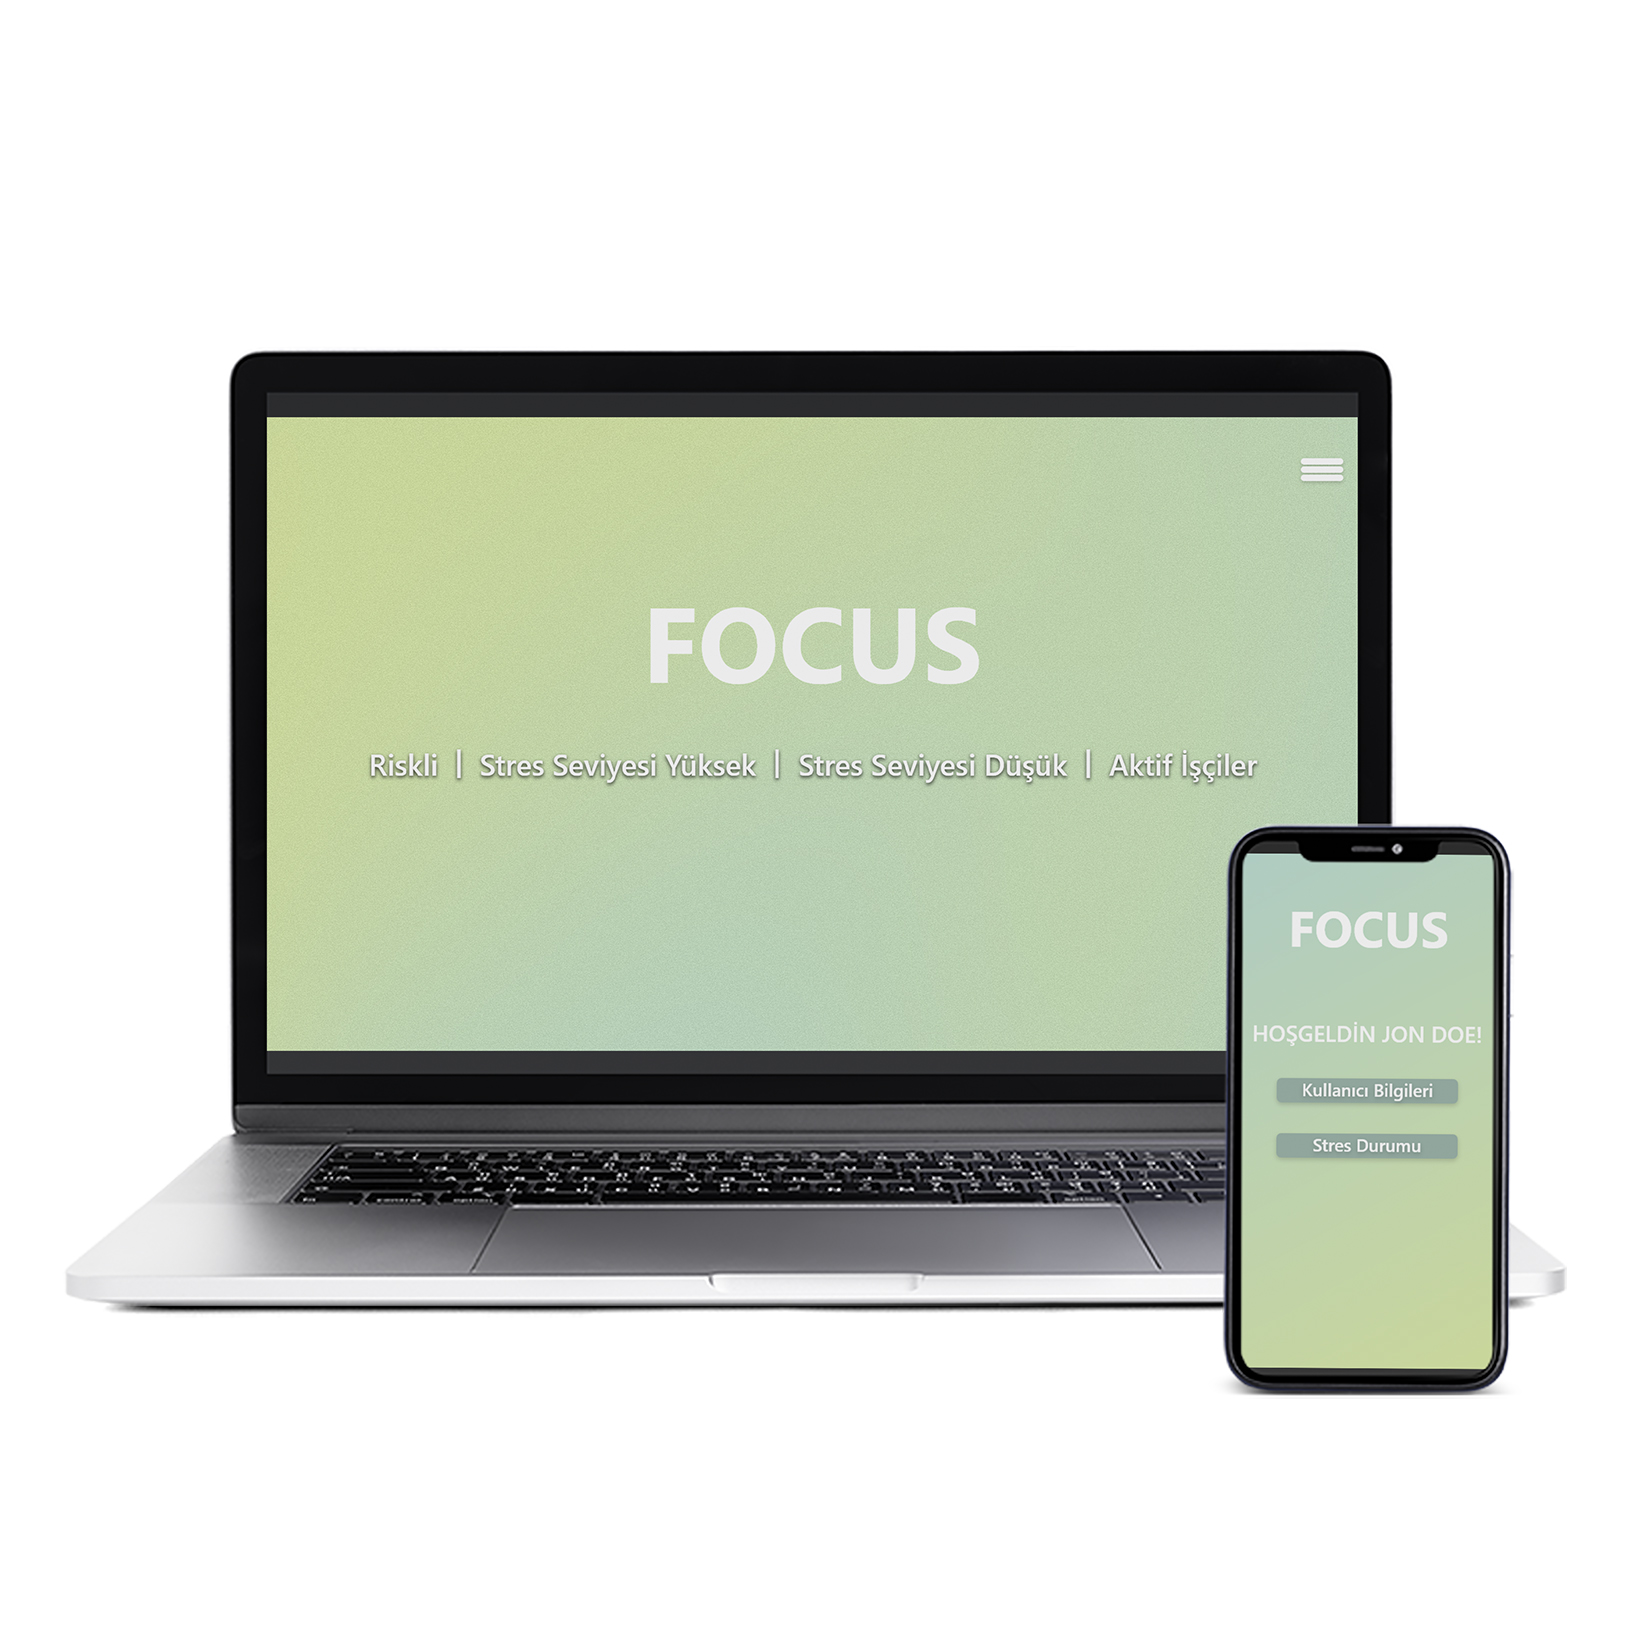 FOCUS
Riskli | Stres Seviyesi Yüksek | Stres Seviyesi Düşük | Aktif İşçiler
FOCUS
HOŞGELDİN JON DOE!
Kullanıcı Bilgileri
Stres Durumu